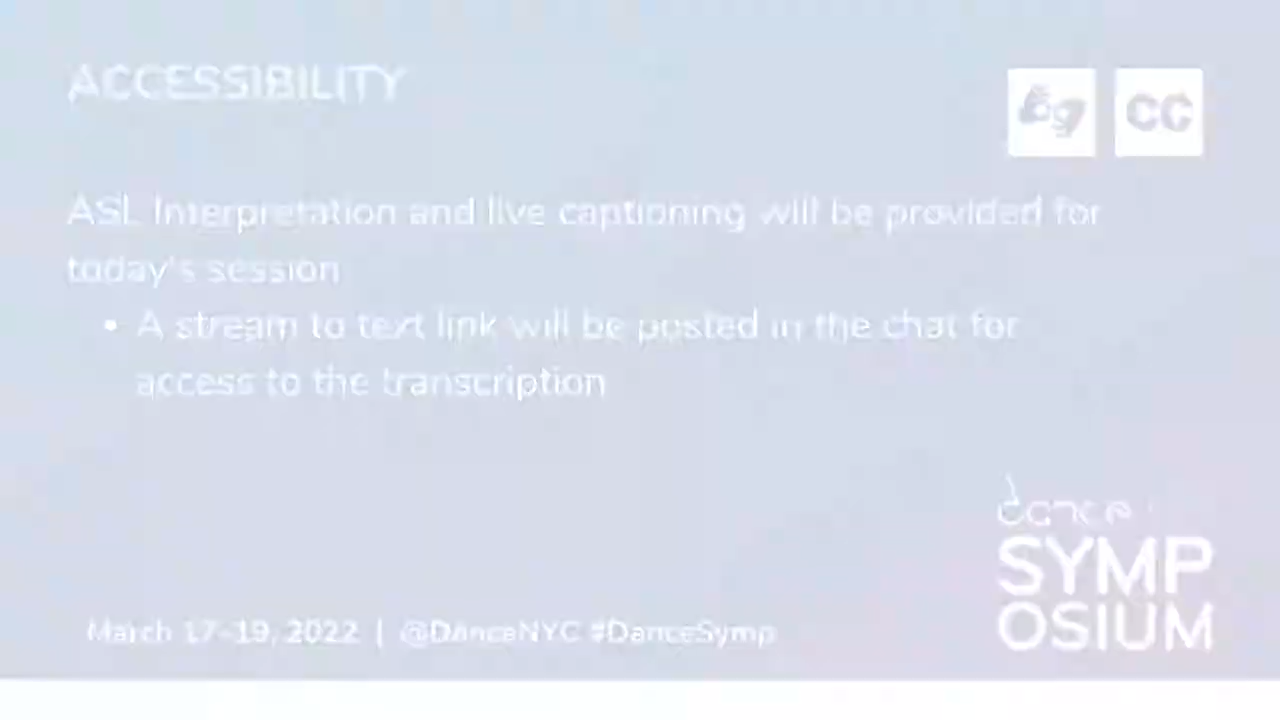 ACCESSIBILITY
CC
ASL Interpretation and live captioning will be provided for
today's session
• A stream to text link will be posted in the chat for
access to the transcription
dance
SYMP
OSIUM
March 17-19, 2022 | @DanceNYC #DanceSymp